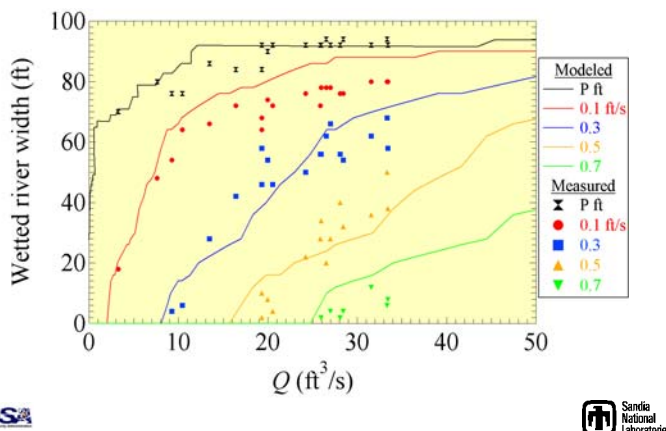 100
80
60
40
20
0
Wetted river width (ft)
0 10 20 30 40 50
Q (ft³/s)
Modeled
P ft
0.1 ft/s
0.3
0.5
0.7
Measured
P ft
0.1 ft/s
0.3
0.5
0.7
Sandia
National
Laboratories